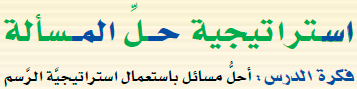 استراتيجية حلِّ المسألة
فكرة الدرس : أحلُّ مسائل باستعمال استراتيجيَّة الرَّسم